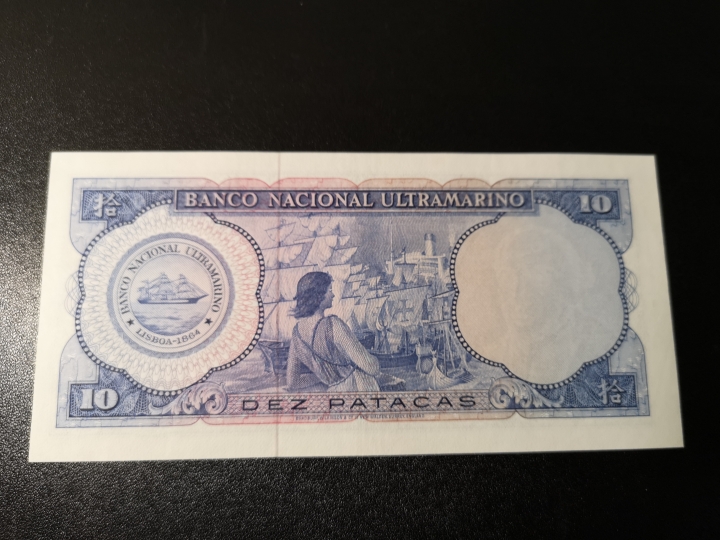 拾
BANCO NACIONAL ULTRAMARINO
10
BANCO NACIONAL ULTRAMARINO
LISBOA-1864
10
DEZ PATACAS
拾